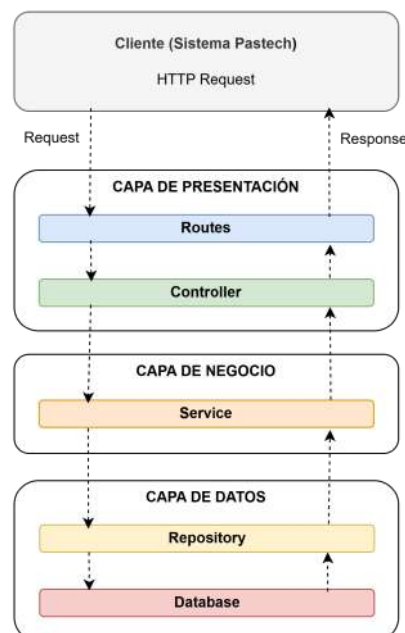 Cliente (Sistema Pastech)
HTTP Request
Request
Response
CAPA DE PRESENTACIÓN
Routes
Controller
CAPA DE NEGOCIO
Service
CAPA DE DATOS
Repository
Database